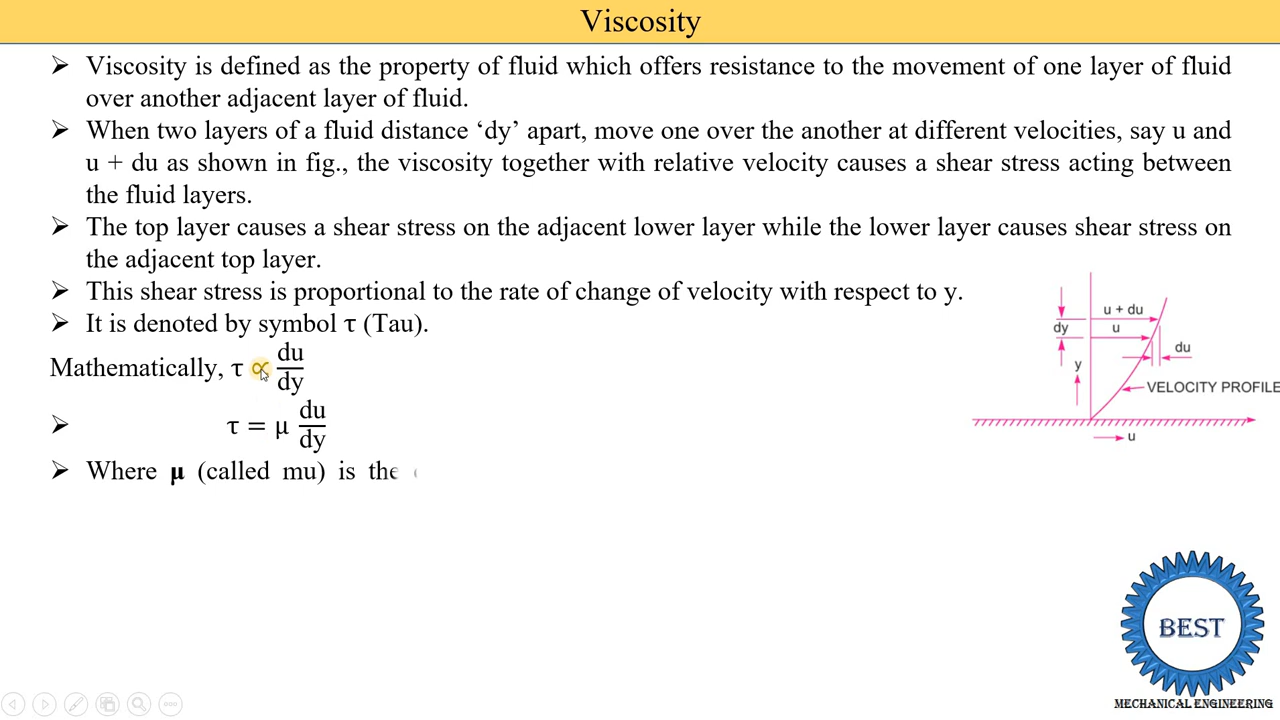 Viscosity
➢ Viscosity is defined as the property of fluid which offers resistance to the movement of one layer of fluid
over another adjacent layer of fluid.
➢ When two layers of a fluid distance ‘dy’ apart, move one over the another at different velocities, say u and
u + du as shown in fig., the viscosity together with relative velocity causes a shear stress acting between
the fluid layers.
➢ The top layer causes a shear stress on the adjacent lower layer while the lower layer causes shear stress on
the adjacent top layer.
➢ This shear stress is proportional to the rate of change of velocity with respect to y.
➢ It is denoted by symbol τ (Tau).
Mathematically, τ ∝ du/dy
➢ τ = μ du/dy
➢ Where μ (called mu) is the
u + du
dy
u
du
y
VELOCITY PROFILE
u
BEST
MECHANICAL ENGINEERING